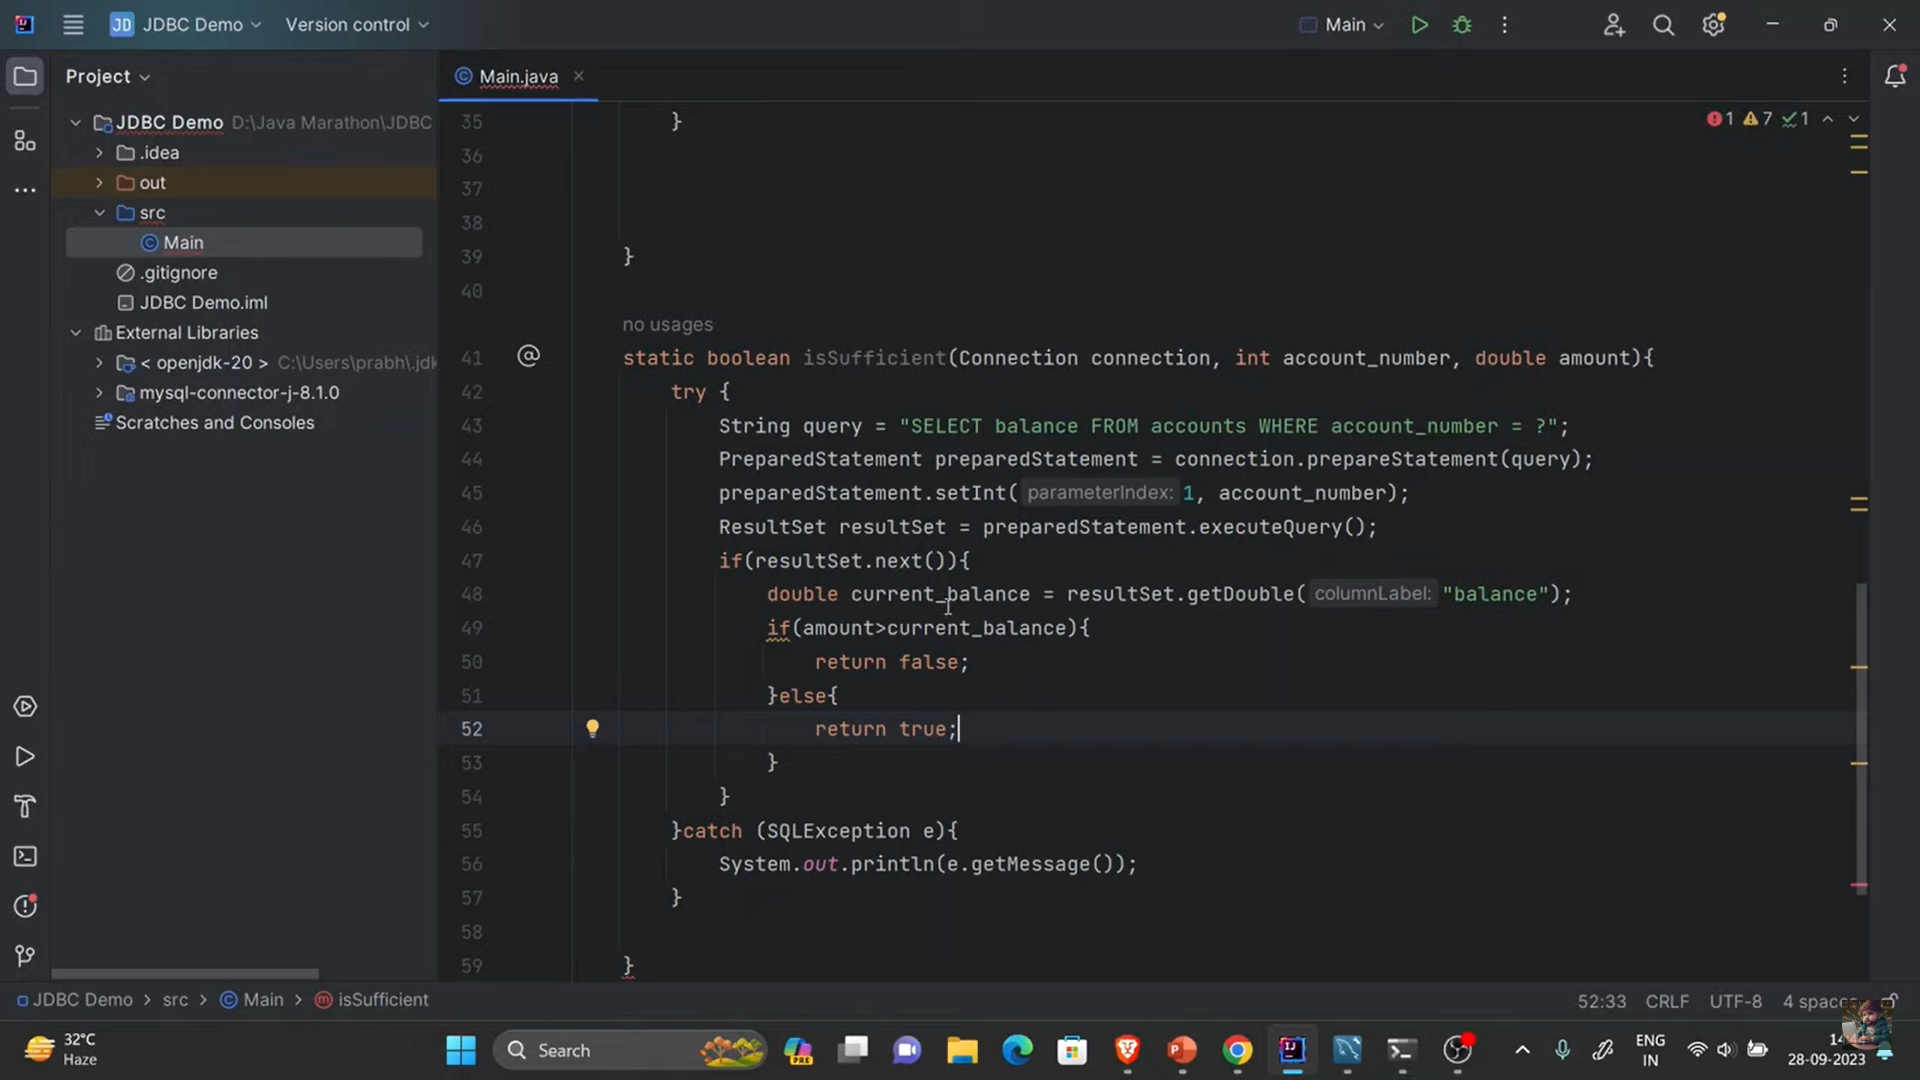 JD JDBC Demo Version control Main
Project
Main.java
JDBC Demo D:\Java Marathon\JDBC
.idea
out
src
Main
.gitignore
JDBC Demo.iml
External Libraries
< openjdk-20 > C:\Users\prabh\.jdk
mysql-connector-j-8.1.0
Scratches and Consoles
1 7 1
35 }
36
37
38
39 }
40
no usages
41 @ static boolean isSufficient(Connection connection, int account_number, double amount){
42 try {
43 String query = "SELECT balance FROM accounts WHERE account_number = ?";
44 PreparedStatement preparedStatement = connection.prepareStatement(query);
45 preparedStatement.setInt( parameterIndex: 1, account_number);
46 ResultSet resultSet = preparedStatement.executeQuery();
47 if(resultSet.next()){
48 double current_balance = resultSet.getDouble( columnLabel: "balance");
49 if(amount>current_balance){
50 return false;
51 }else{
52 return true;
53 }
54 }
55 }catch (SQLException e){
56 System.out.println(e.getMessage());
57 }
58
59 }
JDBC Demo > src > Main > isSufficient
52:33 CRLF UTF-8 4 spaces
32°C
Haze
Search
PRE
ENG
IN
28-09-2023